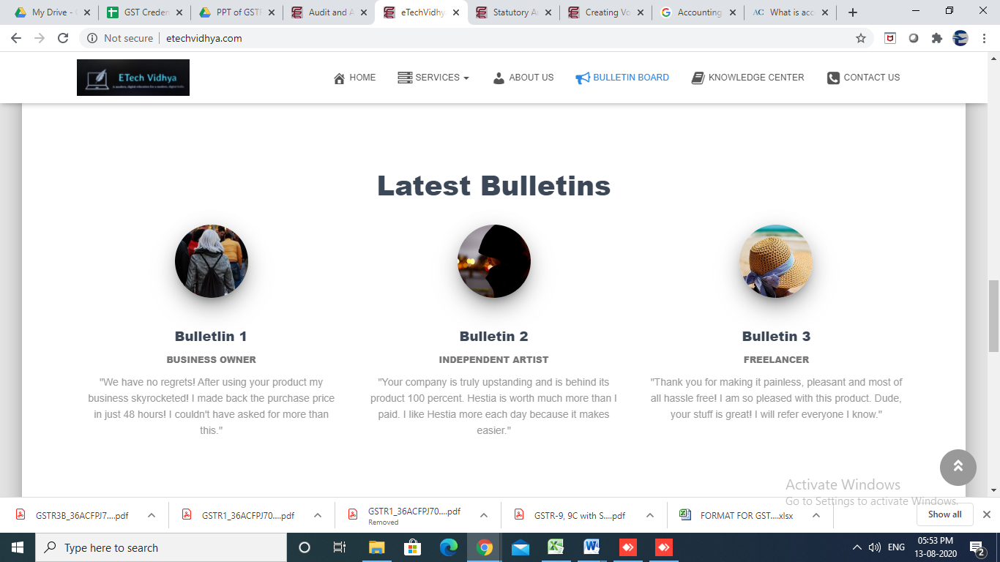 My Drive -
GST Creden
PPT of GST
Audit and A
eTechVidhy
Statutory A
Creating Vo
Accounting
AC What is acc
Not secure
etechvidhya.com
ETech Vidhya
HOME
SERVICES
ABOUT US
BULLETIN BOARD
KNOWLEDGE CENTER
CONTACT US
Latest Bulletins
Bulletlin 1
BUSINESS OWNER
"We have no regrets! After using your product my
business skyrocketed! I made back the purchase price
in just 48 hours! I couldn't have asked for more than
this."
Bulletin 2
INDEPENDENT ARTIST
"Your company is truly upstanding and is behind its
product 100 percent. Hestia is worth much more than I
paid. I like Hestia more each day because it makes
easier."
Bulletin 3
FREELANCER
"Thank you for making it painless, pleasant and most of
all hassle free! I am so pleased with this product. Dude,
your stuff is great! I will refer everyone I know."
Activate Windows
Go to Settings to activate Windows.
GSTR3B_36ACFPJ7....pdf
GSTR1_36ACFPJ70....pdf
GSTR1_36ACFPJ70....pdf
Removed
GSTR-9, 9C with S....pdf
FORMAT FOR GST....xlsx
Show all
Type here to search
ENG
05:53 PM
13-08-2020
2